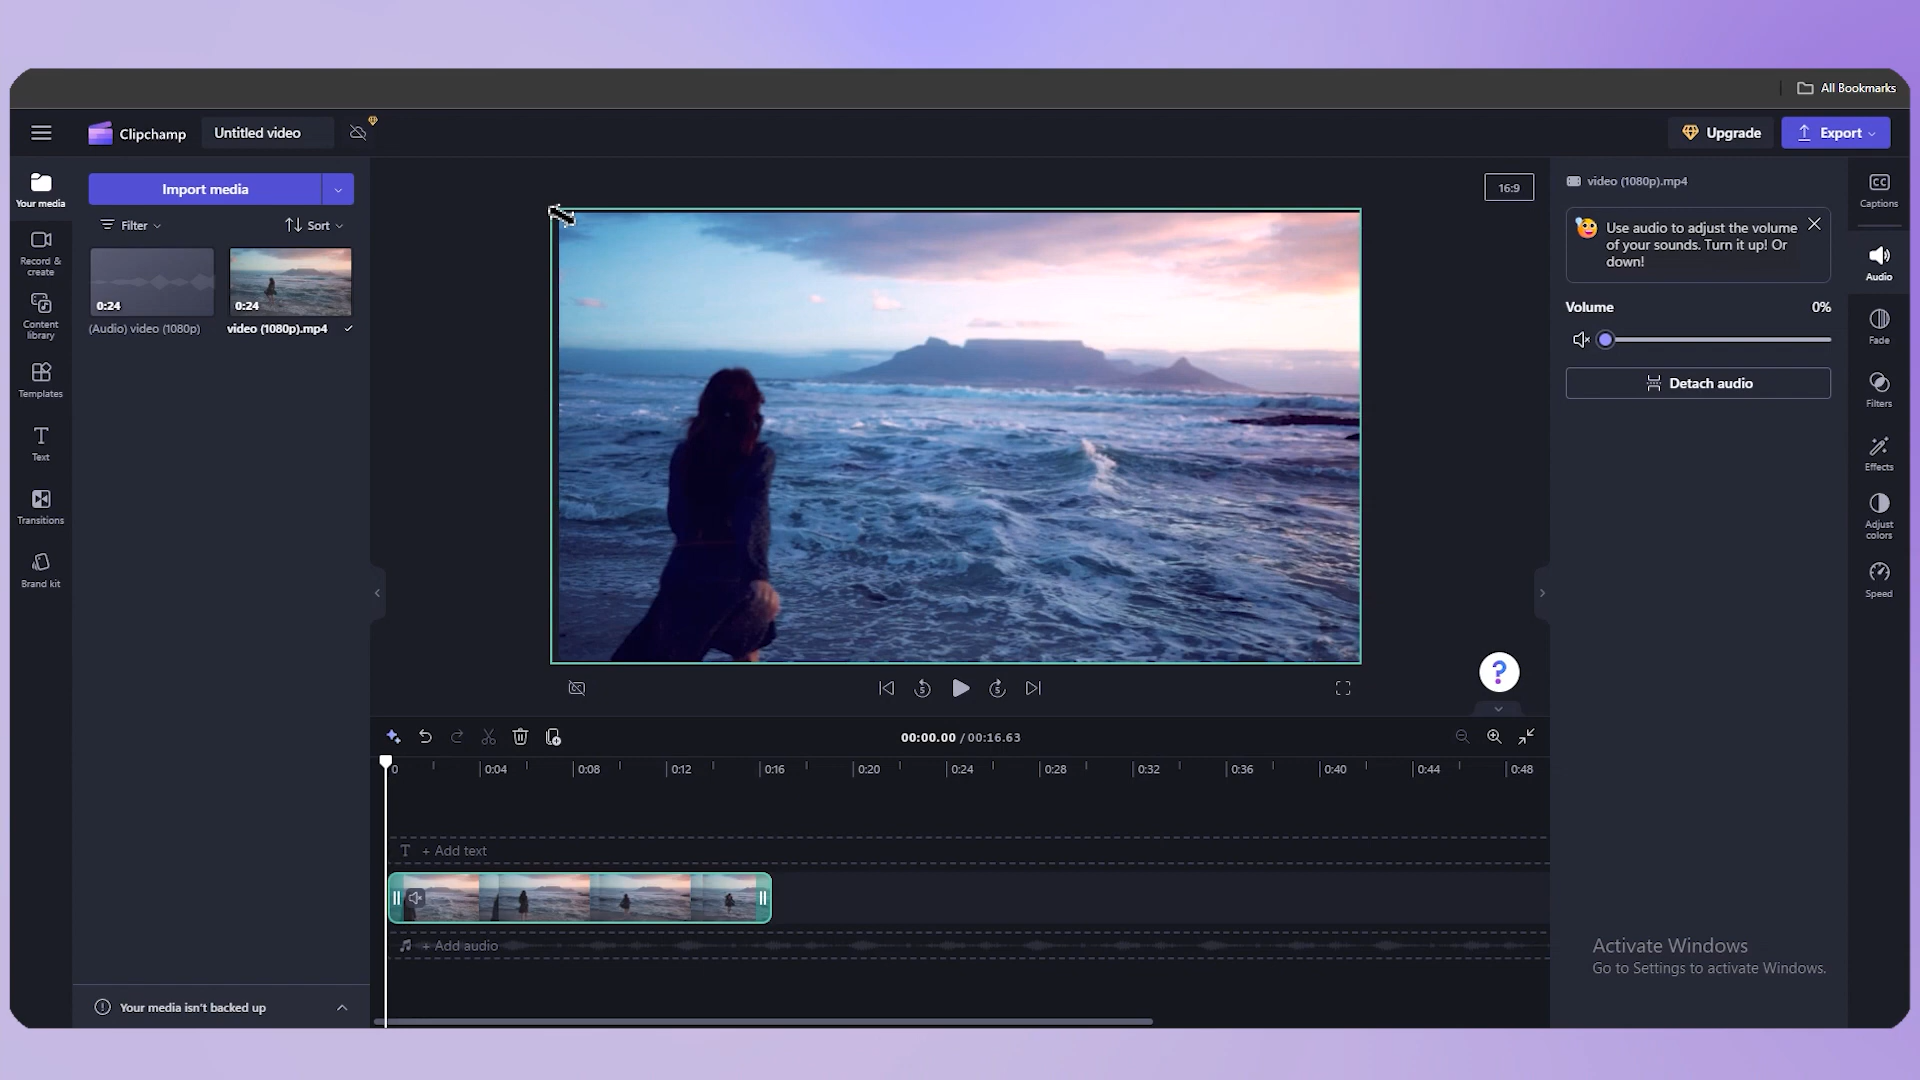 All Bookmarks
Clipchamp
Untitled video
Upgrade
Export
Your media
Import media
Filter
Sort
0:24
0:24
(Audio) video (1080p)
video (1080p).mp4
Record &
create
Content
library
Templates
Text
Transitions
Brand kit
16:9
video (1080p).mp4
Use audio to adjust the volume
of your sounds. Turn it up! Or
down!
Volume
0%
Detach audio
CC
Captions
Audio
Fade
Filters
Effects
Adjust
colors
Speed
5
5
?
00:00.00 / 00:16.63
0
0:04
0:08
0:12
0:16
0:20
0:24
0:28
0:32
0:36
0:40
0:44
0:48
T + Add text
+ Add audio
Activate Windows
Go to Settings to activate Windows.
Your media isn't backed up